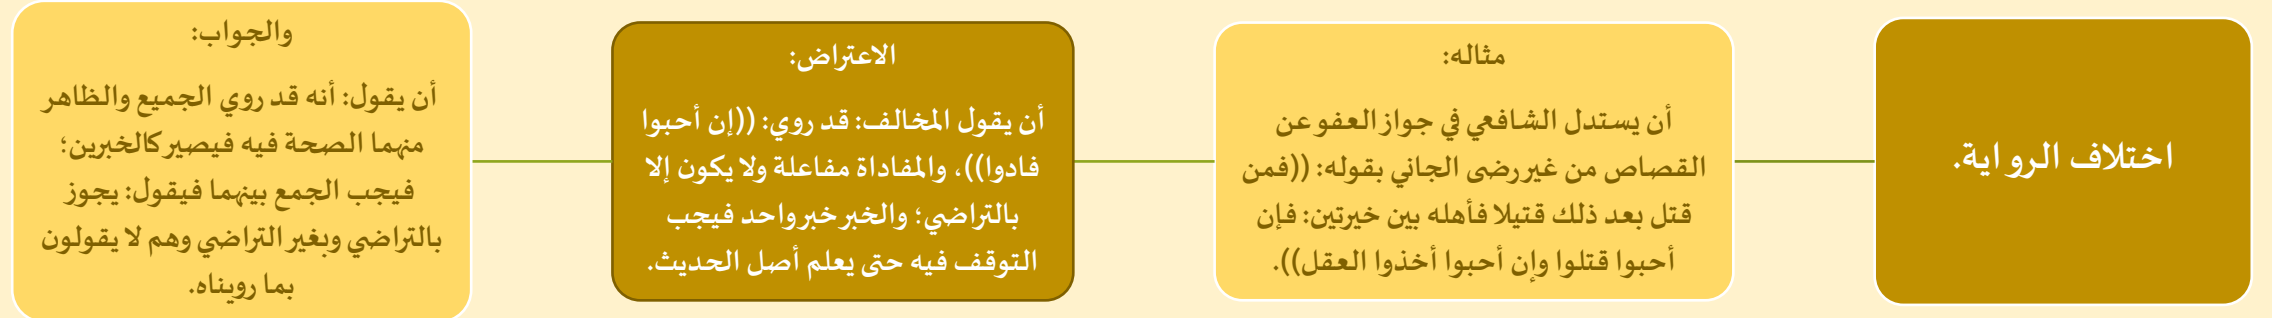 اختلاف الرواية.
مثاله:
أن يستدل الشافعي في جواز العفو عن
القصاص من غير رضى الجاني بقوله: ((فمن
قتل بعد ذلك قتيلا فأهله بين خيرتين: فإن
أحبوا قتلوا وإن أحبوا أخذوا العقل)).
الاعتراض:
أن يقول المخالف: قد روي: ((إن أحبوا
فادوا))، والمفاداة مفاعلة ولا يكون إلا
بالتراضي؛ والخبر خبر واحد فيجب
التوقف فيه حتى يعلم أصل الحديث.
والجواب:
أن يقول: أنه قد روي الجميع والظاهر
منهما الصحة فيه فيصير كالخبرين؛
فيجب الجمع بينهما فيقول: يجوز
بالتراضي وبغير التراضي وهم لا يقولون
بما رويناه.